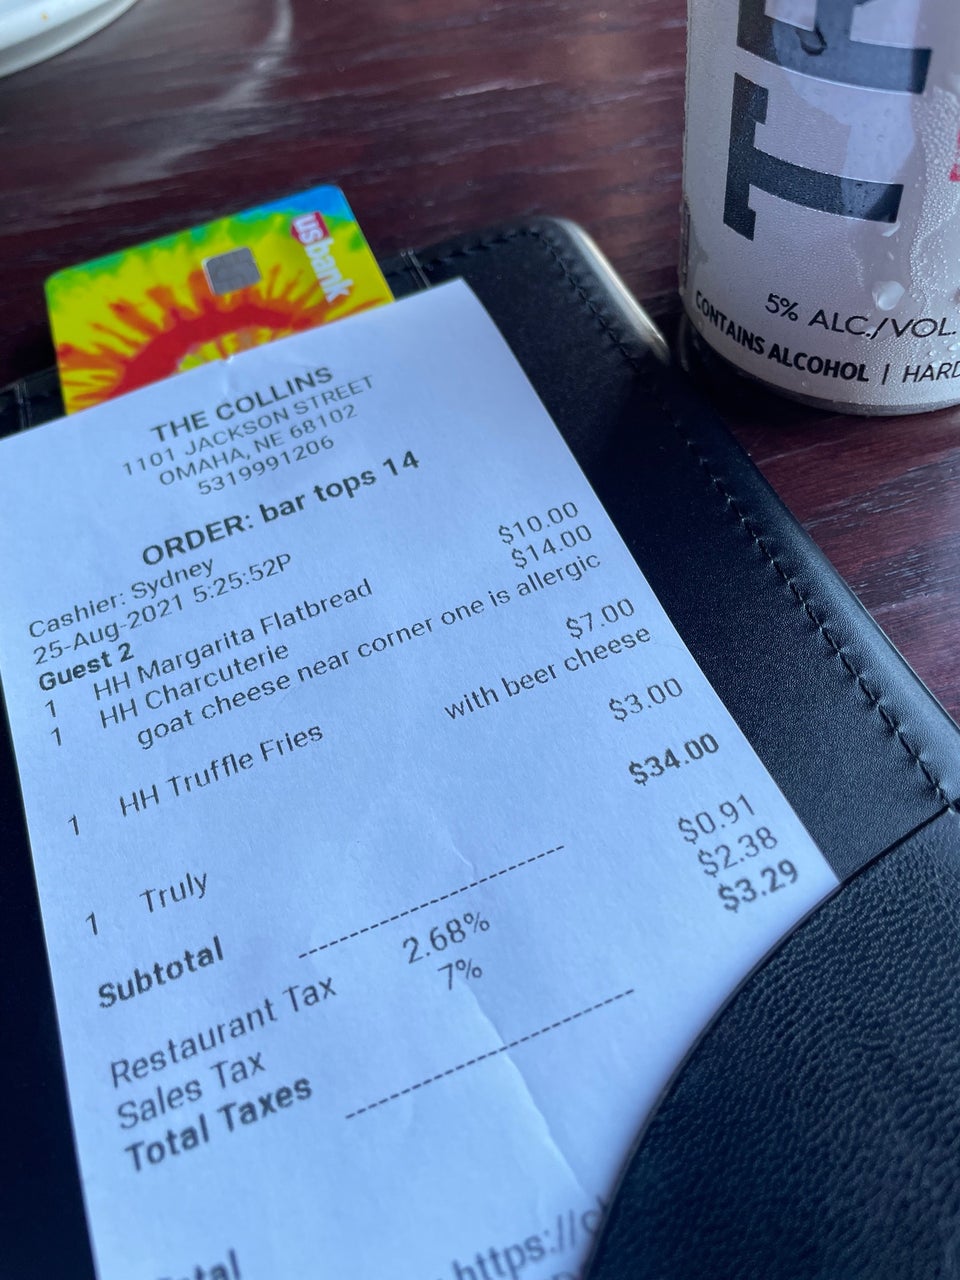 us bank
5% ALC./VOL.
CONTAINS ALCOHOL | HARD
THE COLLINS
1101 JACKSON STREET
OMAHA, NE 68102
5319991206
ORDER: bar tops 14
Cashier: Sydney
25-Aug-2021 5:25:52P
Guest 2
1 HH Margarita Flatbread $10.00
1 HH Charcuterie $14.00
goat cheese near corner one is allergic
1 HH Truffle Fries $7.00
with beer cheese
1 Truly $3.00
Subtotal $34.00
Restaurant Tax 2.68% $0.91
Sales Tax 7% $2.38
Total Taxes $3.29
https://